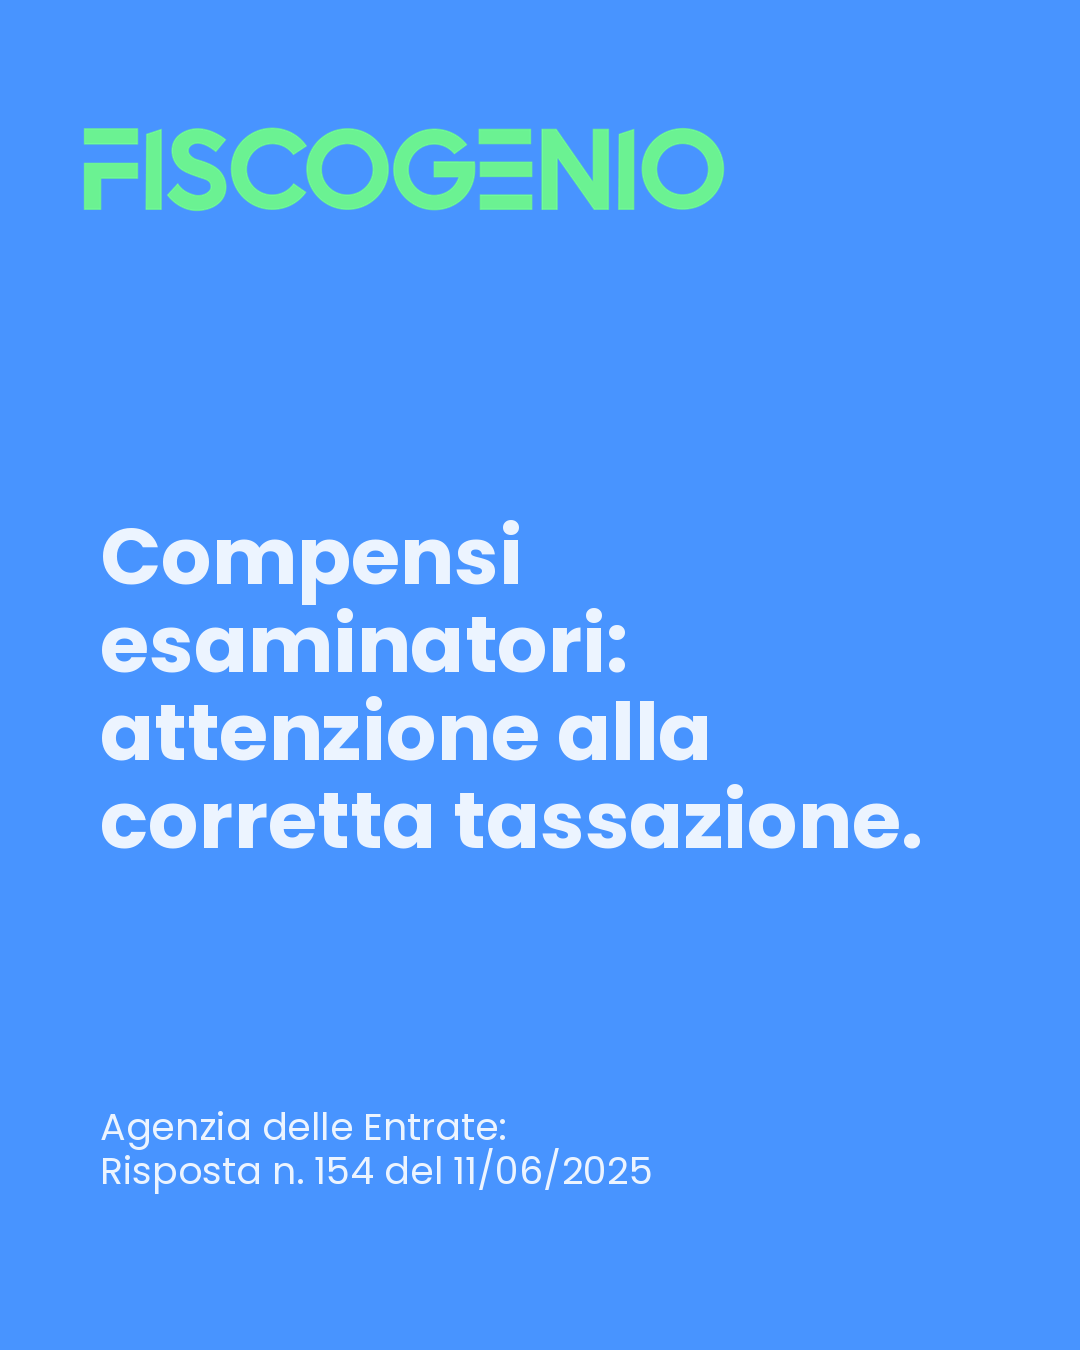 FISCOGENIO
Compensi
esaminatori:
attenzione alla
corretta tassazione.
Agenzia delle Entrate:
Risposta n. 154 del 11/06/2025